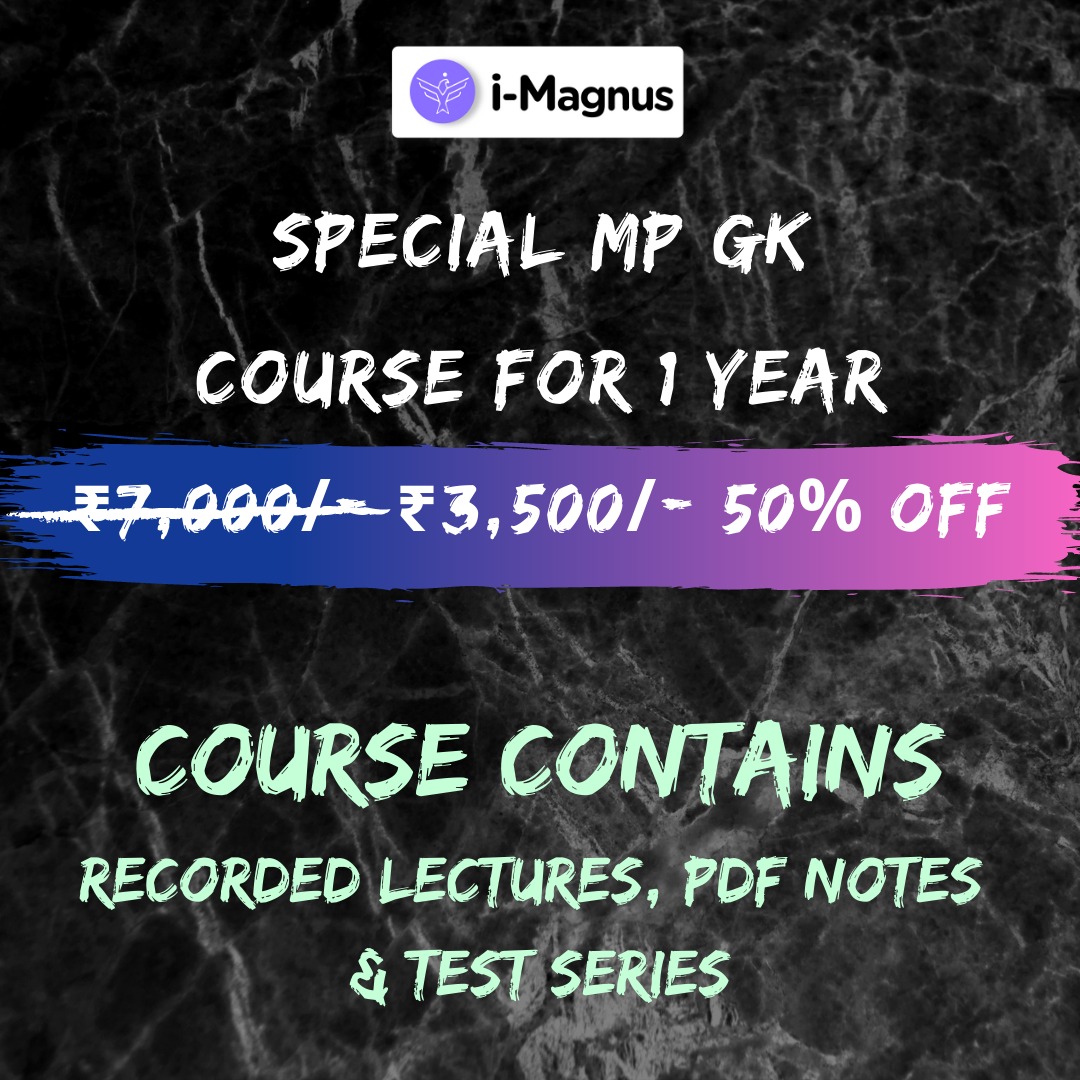 i-Magnus
SPECIAL MP GK
COURSE FOR 1 YEAR
₹7,000/- ₹3,500/- 50% OFF
COURSE CONTAINS
RECORDED LECTURES, PDF NOTES
& TEST SERIES